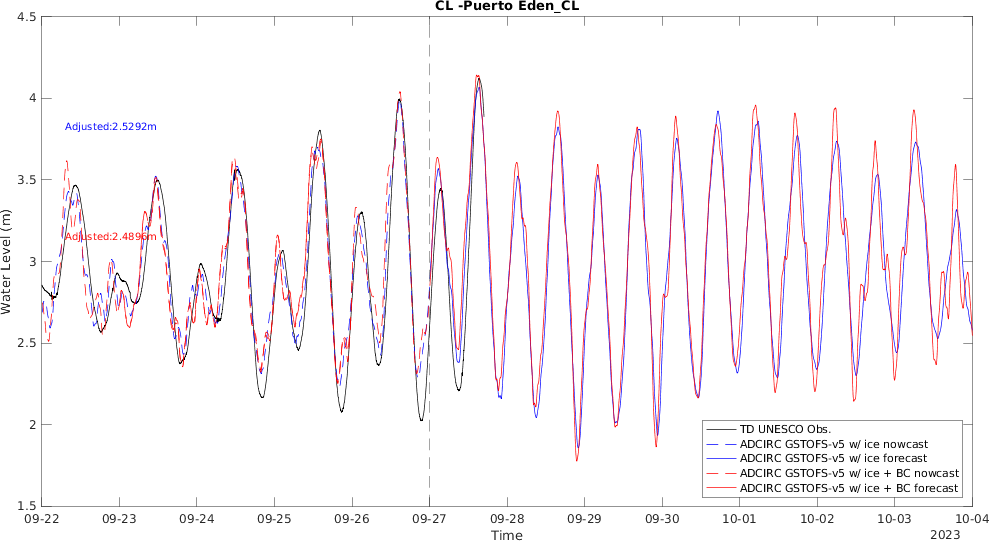 CL -Puerto Eden_CL
4.5
4
3.5
3
2.5
2
1.5
Water Level (m)
Adjusted:2.5292m
Adjusted:2.4896m
TD UNESCO Obs.
ADCIRC GSTOFS-v5 w/ ice nowcast
ADCIRC GSTOFS-v5 w/ ice forecast
ADCIRC GSTOFS-v5 w/ ice + BC nowcast
ADCIRC GSTOFS-v5 w/ ice + BC forecast
09-22 09-23 09-24 09-25 09-26 09-27 09-28 09-29 09-30 10-01 10-02 10-03 10-04
Time
2023